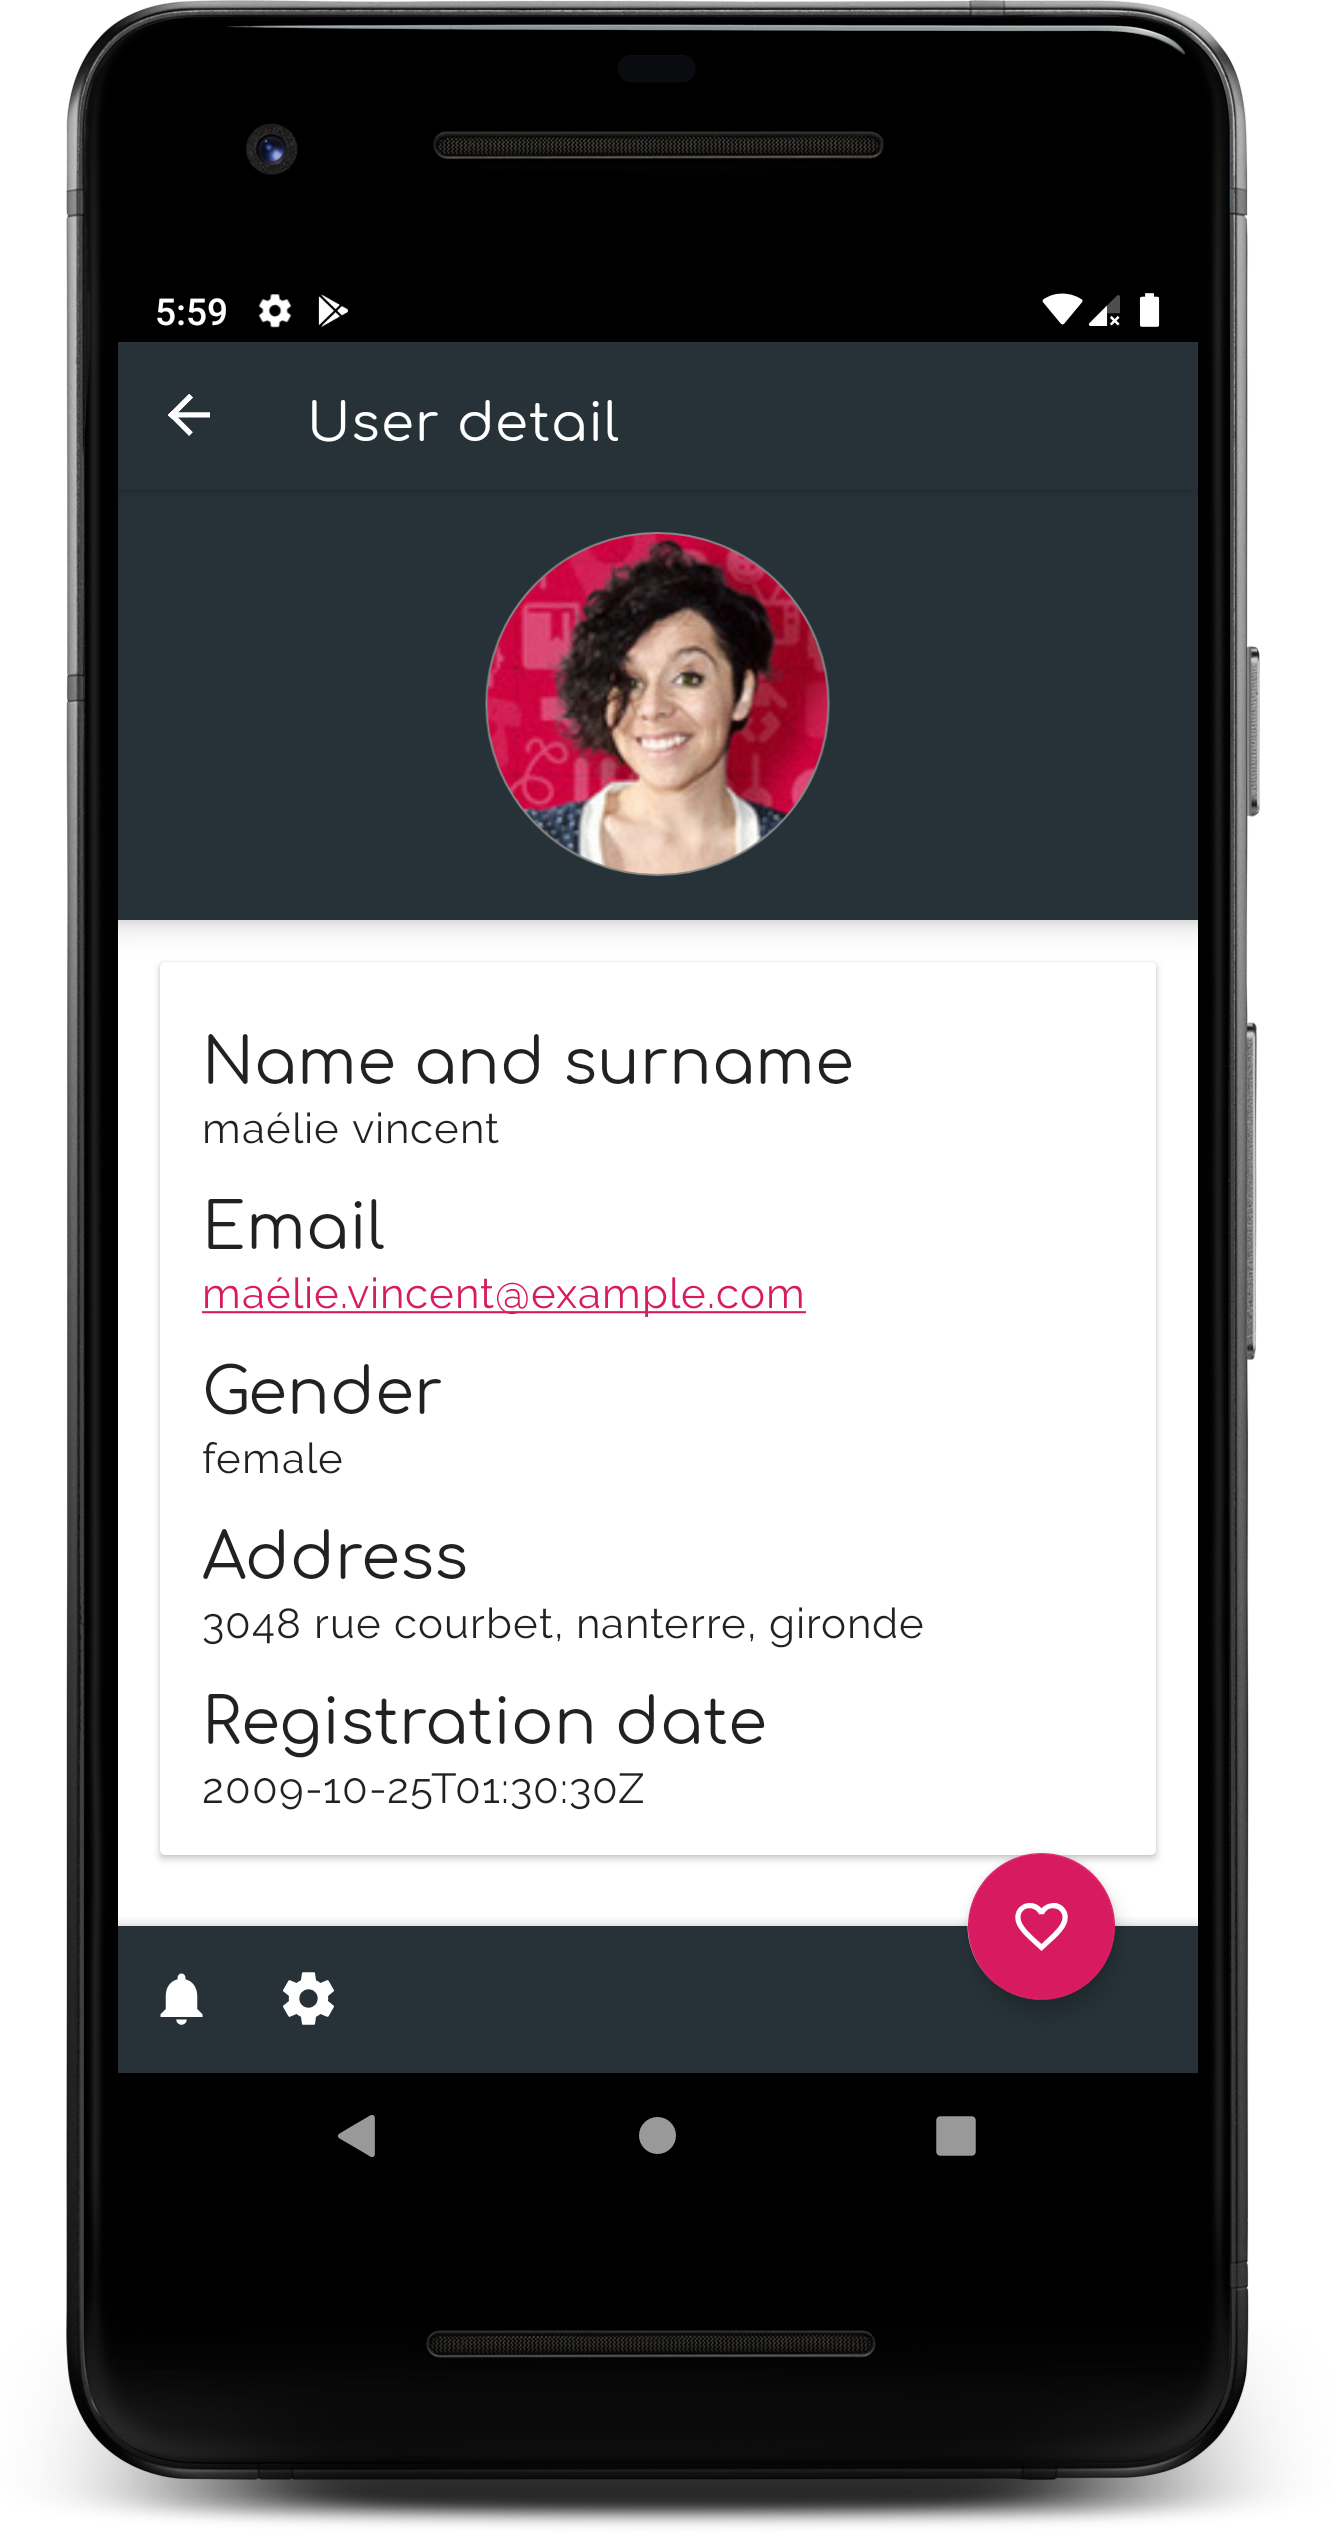 5:59
User detail
Name and surname
maélie vincent
Email
maélie.vincent@example.com
Gender
female
Address
3048 rue courbet, nanterre, gironde
Registration date
2009-10-25T01:30:30Z